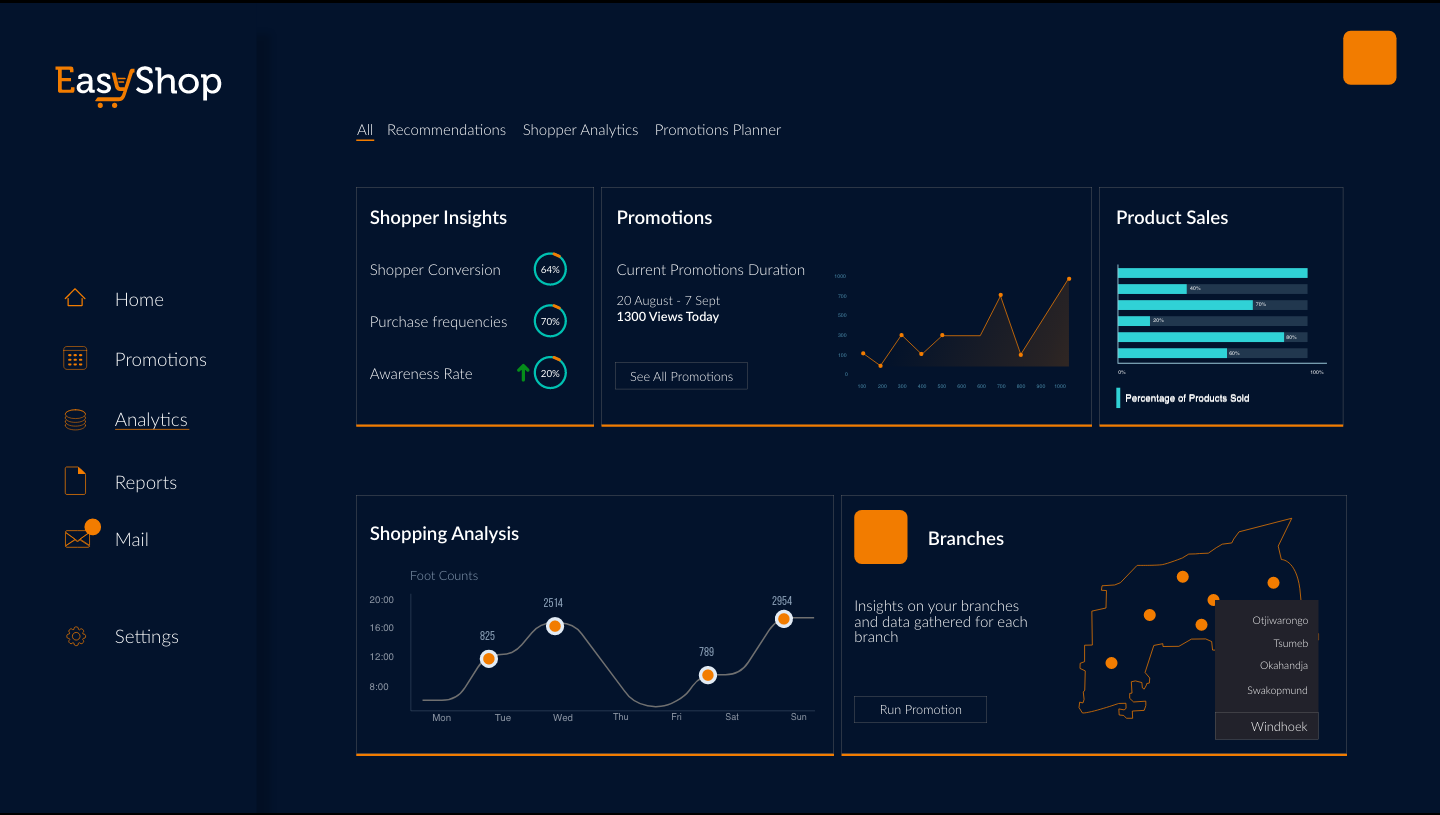 EasyShop
All Recommendations Shopper Analytics Promotions Planner
Home
Promotions
Analytics
Reports
Mail
Settings
Shopper Insights
Shopper Conversion 64%
Purchase frequencies 70%
Awareness Rate 20%
Promotions
Current Promotions Duration
20 August - 7 Sept
1300 Views Today
See All Promotions
1000
700
500
300
100
0
100 200 300 400 500 500 600 700 800 900 1000
Product Sales
40%
70%
20%
80%
60%
0% 100%
Percentage of Products Sold
Shopping Analysis
Foot Counts
20:00
16:00
12:00
8:00
825
2514
789
2954
Mon Tue Wed Thu Fri Sat Sun
Branches
Insights on your branches
and data gathered for each
branch
Run Promotion
Otjiwarongo
Tsumeb
Okahandja
Swakopmund
Windhoek